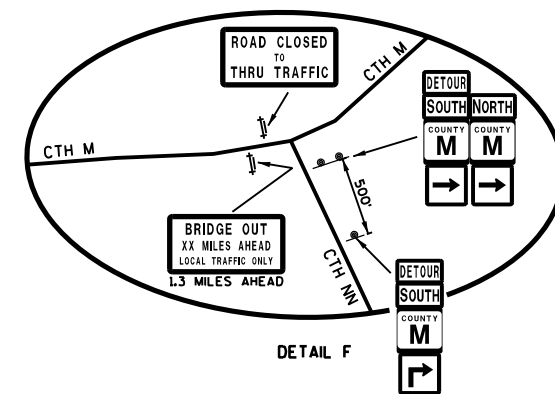 ROAD CLOSED
TO
THRU TRAFFIC
CTH M
CTH M
DETOUR
SOUTH NORTH
COUNTY COUNTY
M M
500'
BRIDGE OUT
XX MILES AHEAD
LOCAL TRAFFIC ONLY
1.3 MILES AHEAD
CTH NN
DETOUR
SOUTH
COUNTY
M
DETAIL F